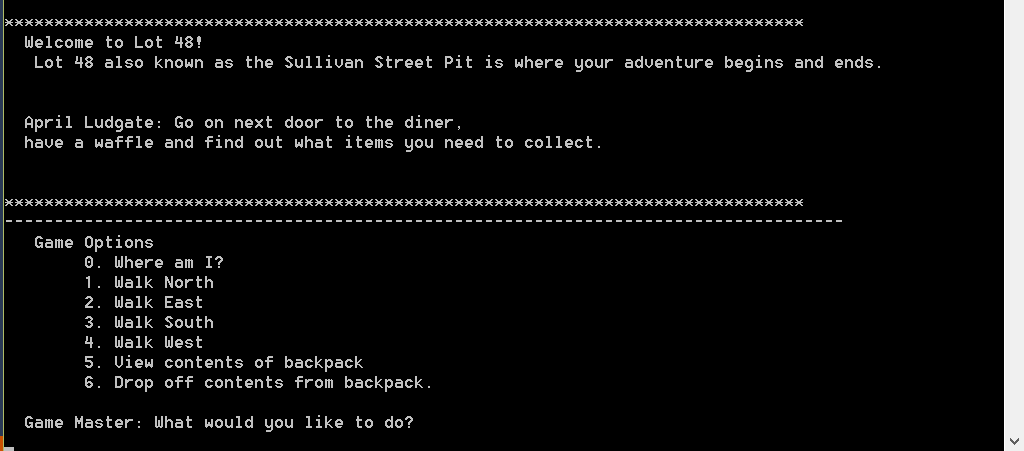 ********************************************************************************
Welcome to Lot 48!
Lot 48 also known as the Sullivan Street Pit is where your adventure begins and ends.
April Ludgate: Go on next door to the diner,
have a waffle and find out what items you need to collect.
********************************************************************************
------------------------------------------------------------------------------------
Game Options
0. Where am I?
1. Walk North
2. Walk East
3. Walk South
4. Walk West
5. View contents of backpack
6. Drop off contents from backpack.
Game Master: What would you like to do?